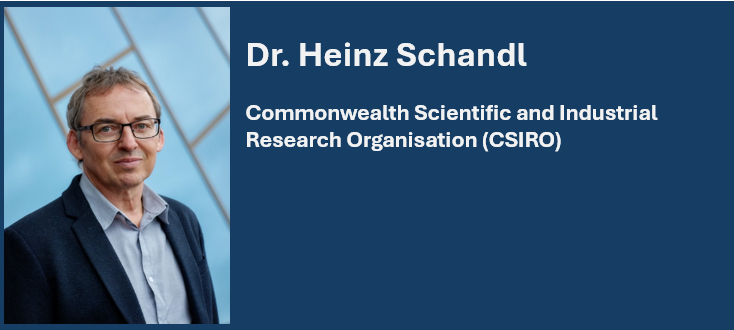 Dr. Heinz Schandl
Commonwealth Scientific and Industrial
Research Organisation (CSIRO)